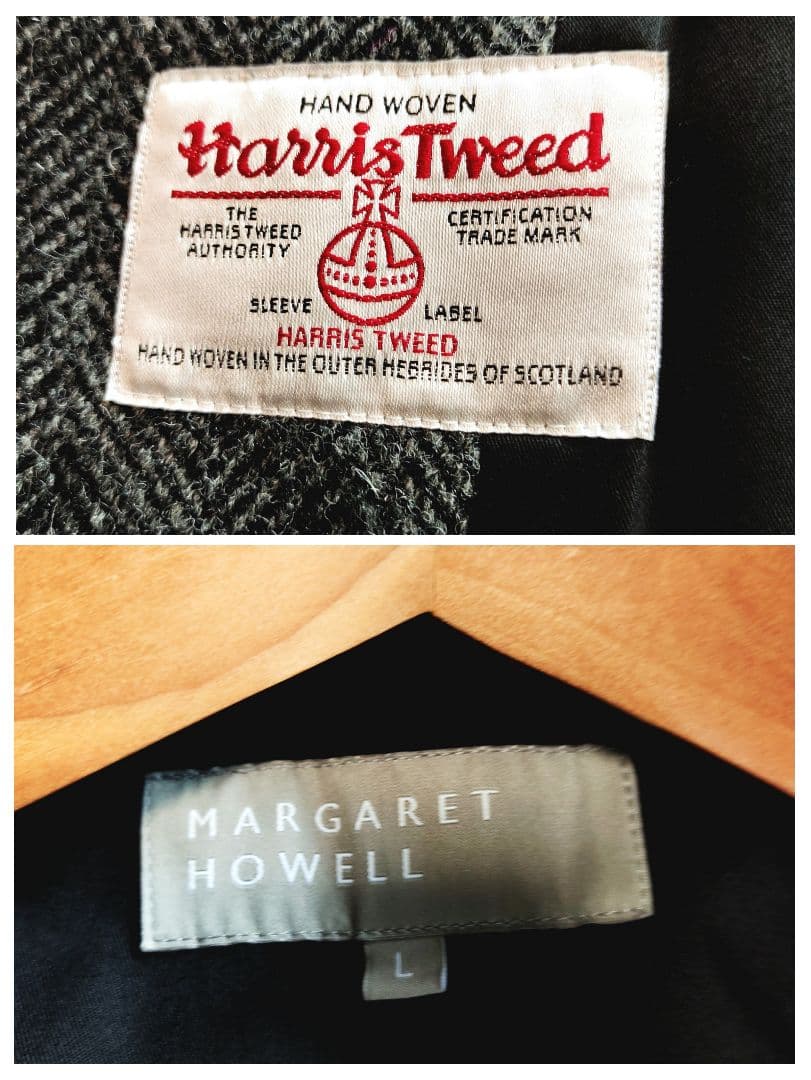 HAND WOVEN
Harris Tweed
THE
HARRIS TWEED
AUTHORITY
CERTIFICATION
TRADE MARK
SLEEVE LABEL
HARRIS TWEED
HAND WOVEN IN THE OUTER HEBRIDES OF SCOTLAND
MARGARET
HOWELL
L